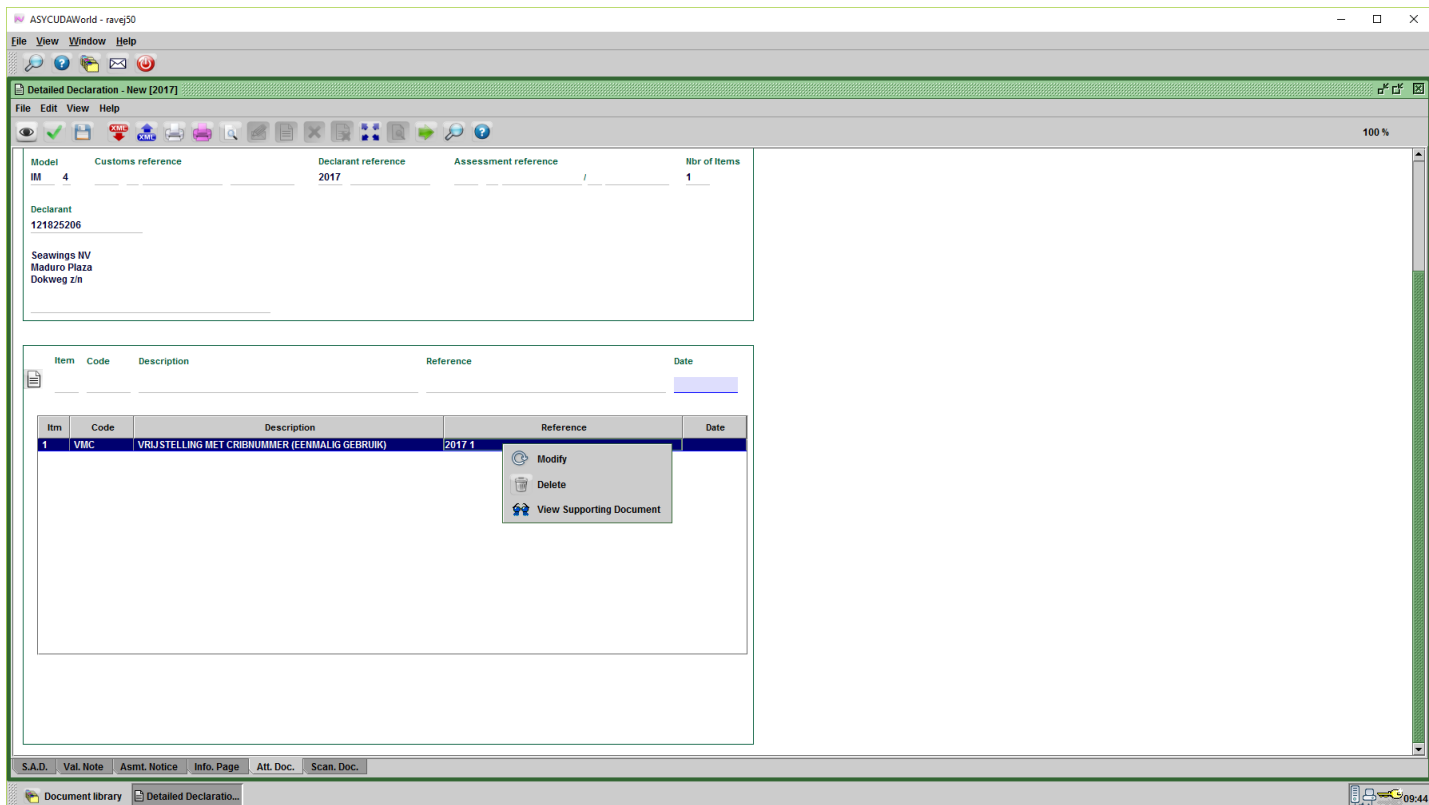 ASYCUDAWorld - ravej50
File View Window Help
Detailed Declaration - New [2017]
File Edit View Help
XML XML 100 %
Model Customs reference Declarant reference Assessment reference Nbr of Items
IM 4 2017 / 1
Declarant
121825206
Seawings NV
Maduro Plaza
Dokweg z/n
Item Code Description Reference Date
Itm Code Description Reference Date
1 VMC VRIJSTELLING MET CRIBNUMMER (EENMALIG GEBRUIK) 2017 1
Modify
Delete
View Supporting Document
S.A.D. Val. Note Asmt. Notice Info. Page Att. Doc. Scan. Doc.
Document library Detailed Declaratio... 09:44